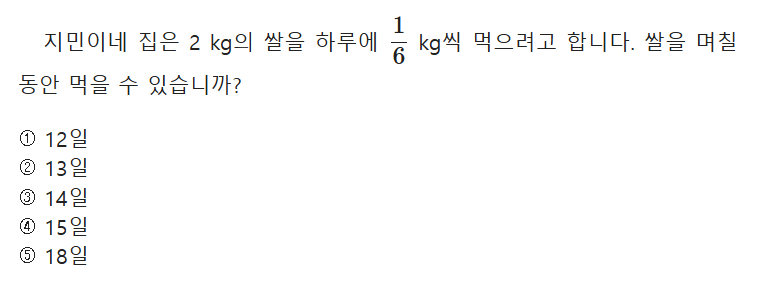 지민이네 집은 2 kg의 쌀을 하루에 1/6 kg씩 먹으려고 합니다. 쌀을 며칠
동안 먹을 수 있습니까?
① 12일
② 13일
③ 14일
④ 15일
⑤ 18일